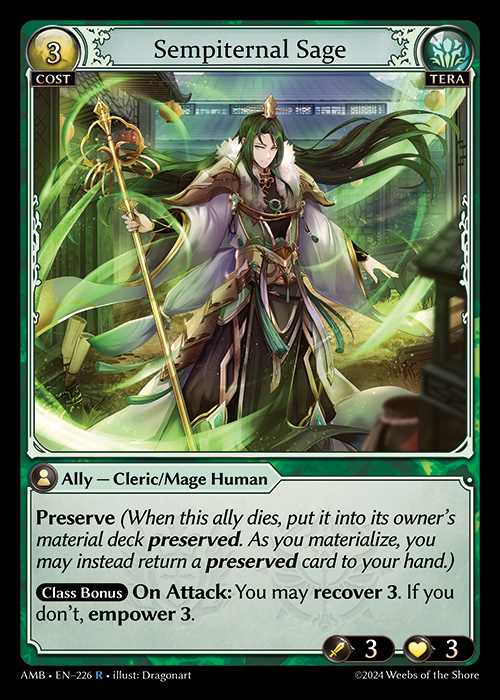 3
Sempiternal Sage
COST
TERA
Ally — Cleric/Mage Human
Preserve (When this ally dies, put it into its owner's
material deck preserved. As you materialize, you
may instead return a preserved card to your hand.)
Class Bonus On Attack: You may recover 3. If you
don't, empower 3.
3
3
AMB • EN–226 R • illust: Dragonart
©2024 Weebs of the Shore